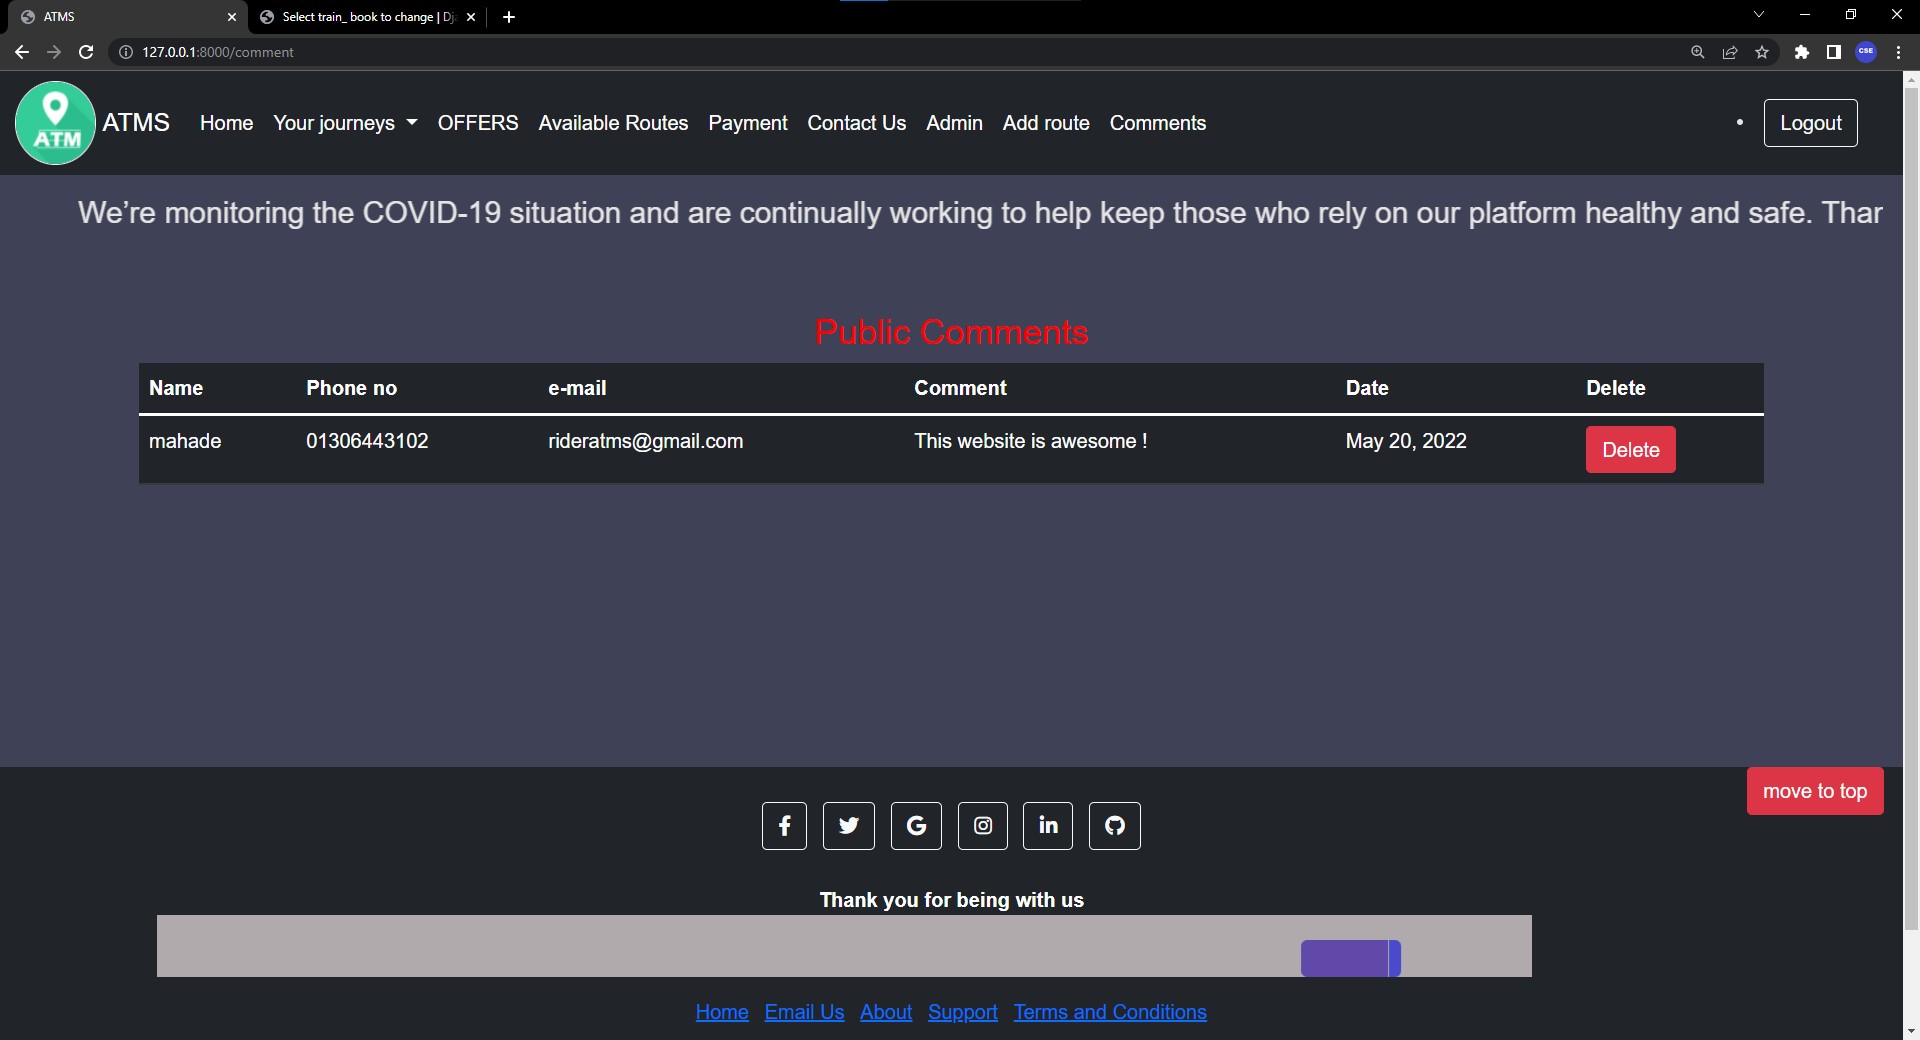 ATMS
Select train_ book to change | Dj
127.0.0.1:8000/comment
CSE
ATM
ATMS Home Your journeys OFFERS Available Routes Payment Contact Us Admin Add route Comments • Logout
We’re monitoring the COVID-19 situation and are continually working to help keep those who rely on our platform healthy and safe. Than
Public Comments
Name Phone no e-mail Comment Date Delete
mahade 01306443102 rideratms@gmail.com This website is awesome ! May 20, 2022 Delete
move to top
Thank you for being with us
Home Email Us About Support Terms and Conditions